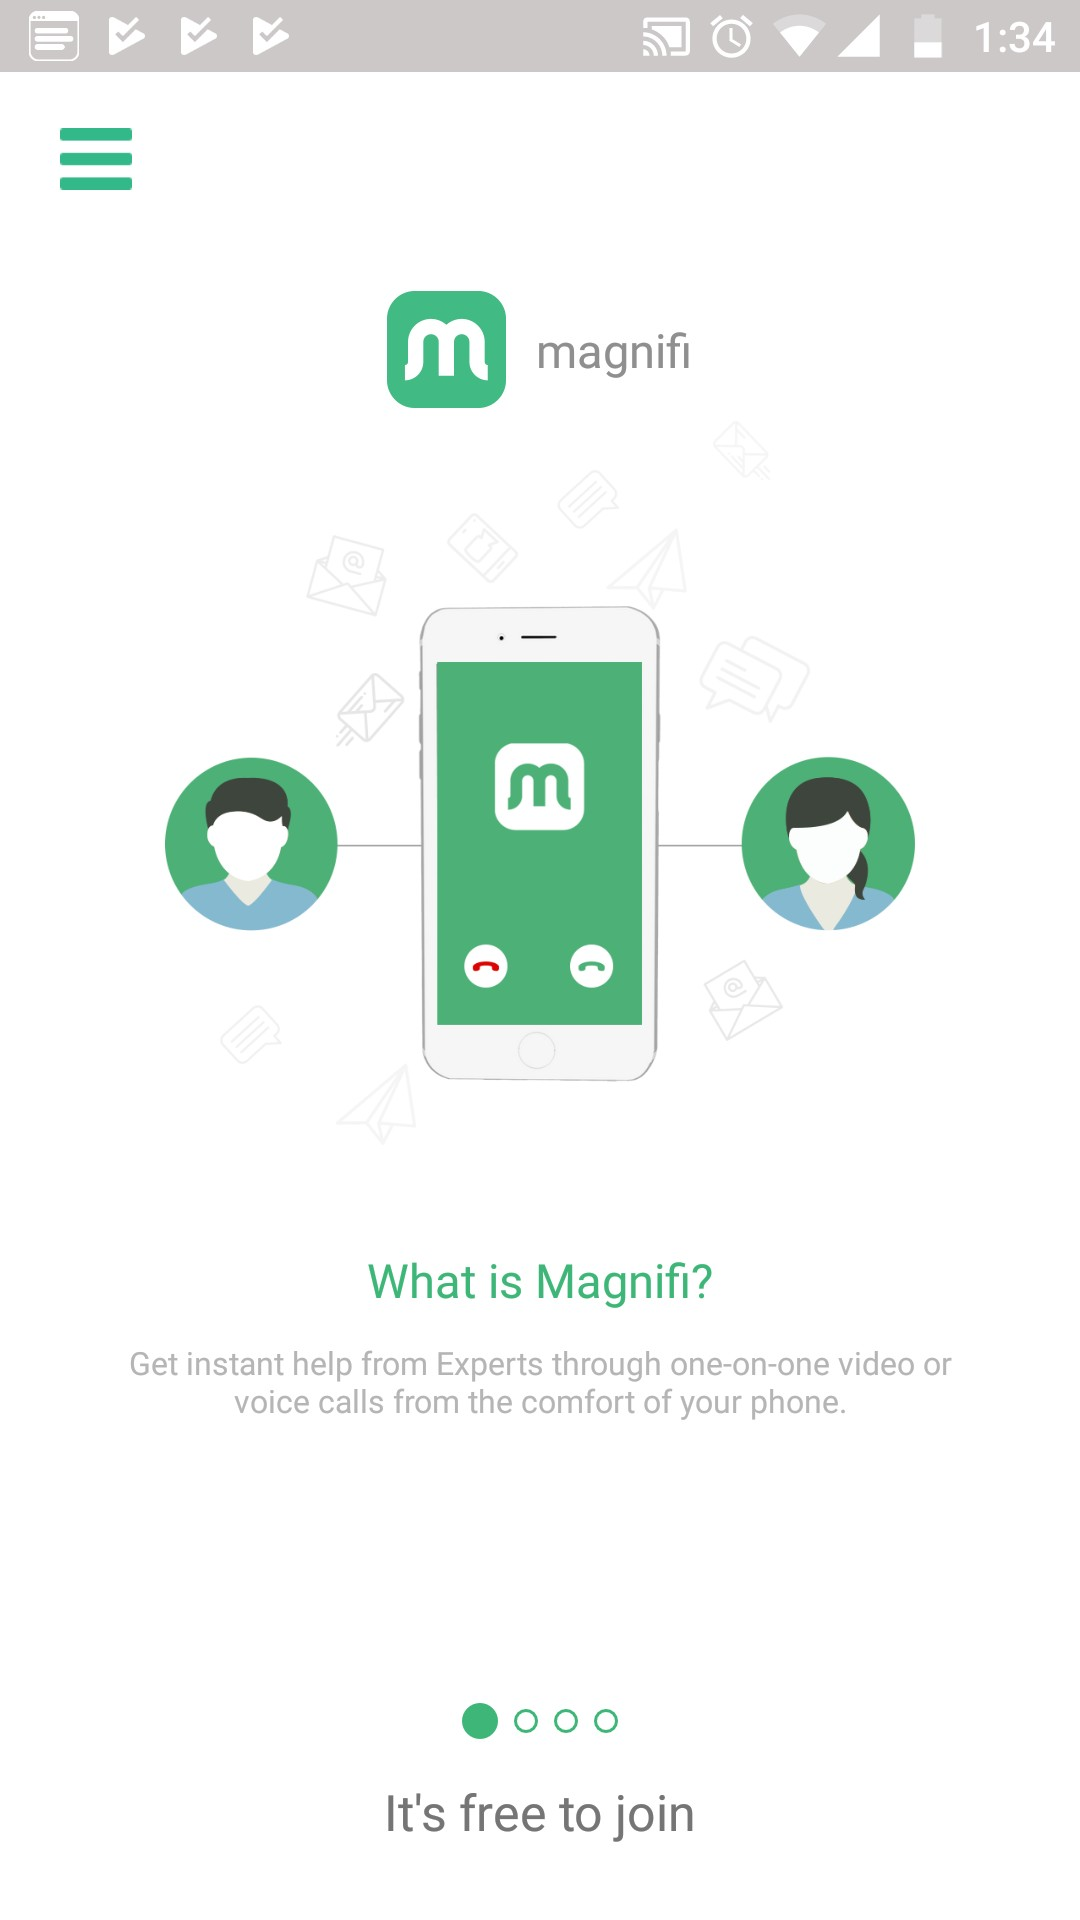 1:34
magnifi
What is Magnifi?
Get instant help from Experts through one-on-one video or
voice calls from the comfort of your phone.
It's free to join